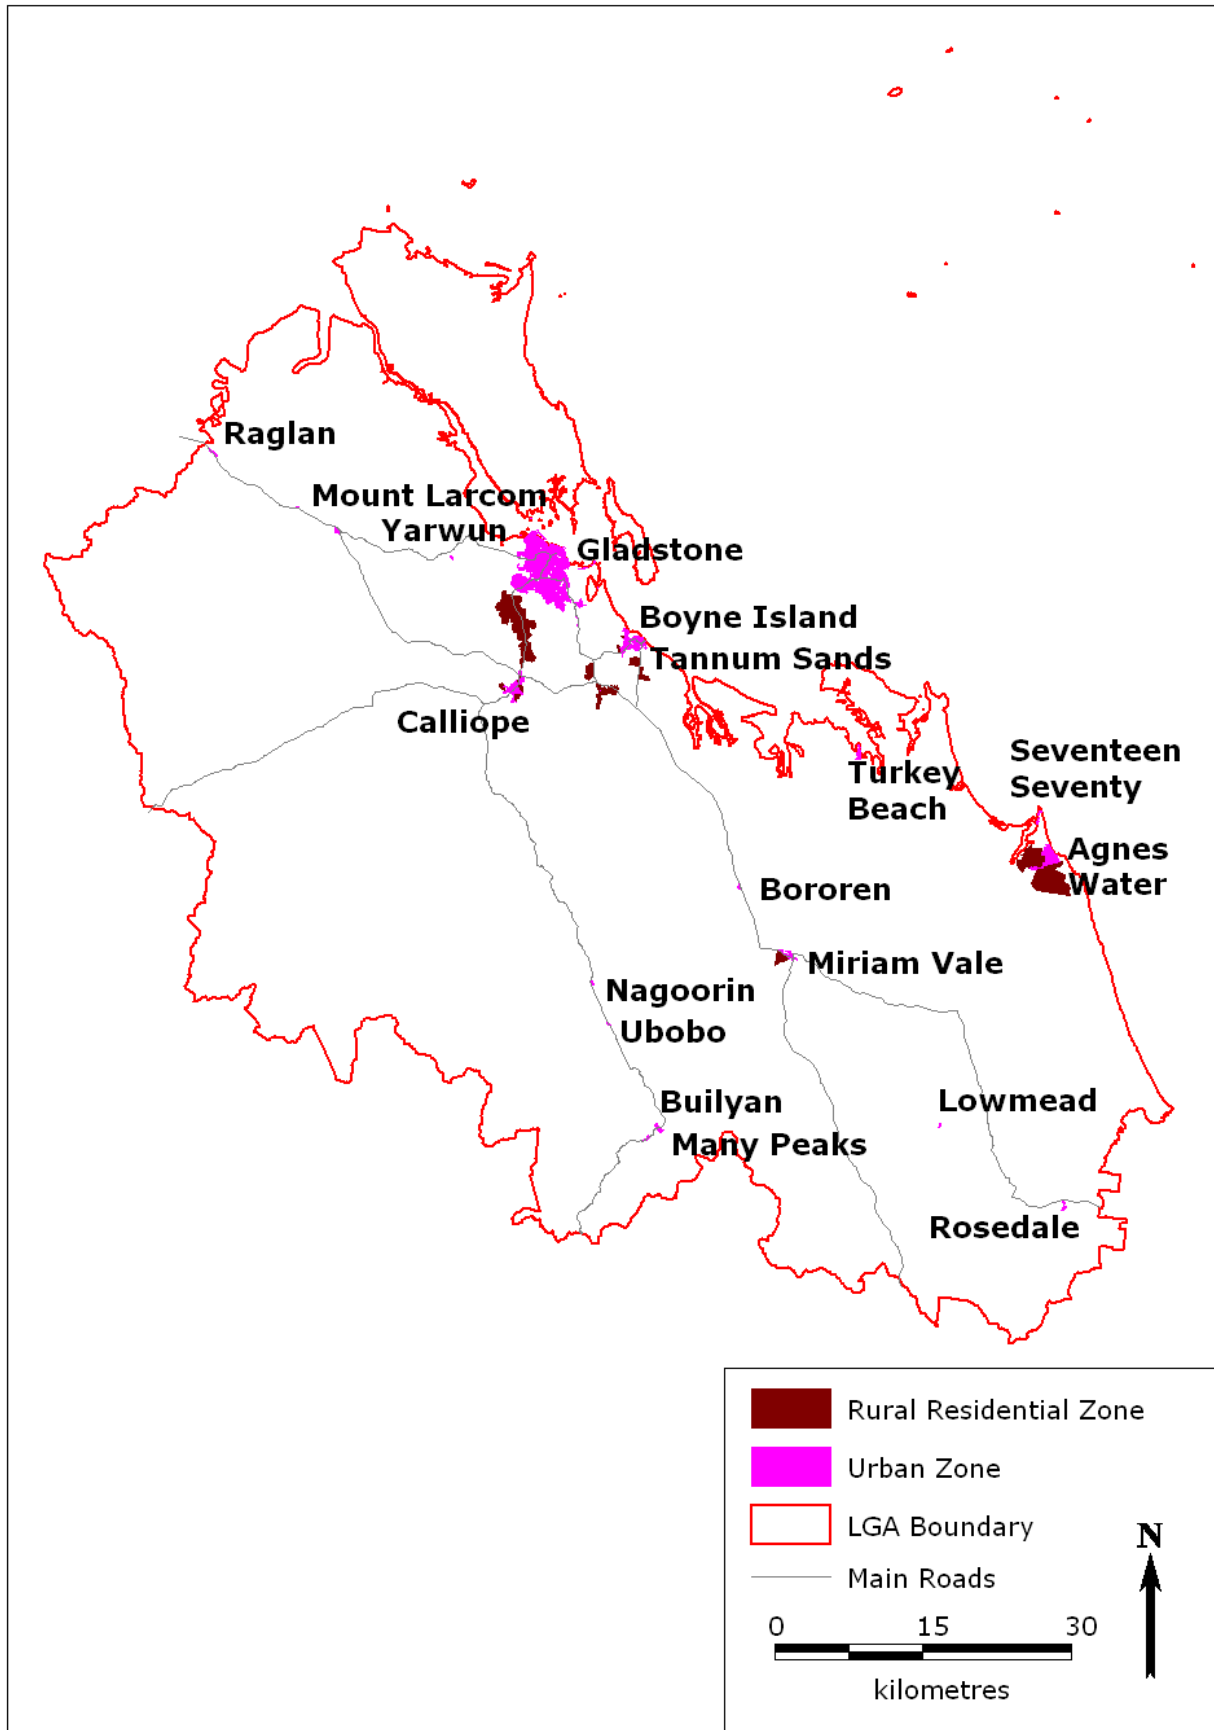 Raglan
Mount Larcom
Yarwun
Gladstone
Boyne Island
Tannum Sands
Calliope
Seventeen
Seventy
Turkey
Beach
Agnes
Water
Bororen
Miriam Vale
Nagoorin
Ubobo
Builyan
Lowmead
Many Peaks
Rosedale
Rural Residential Zone
Urban Zone
LGA Boundary
N
Main Roads
0 15 30
kilometres